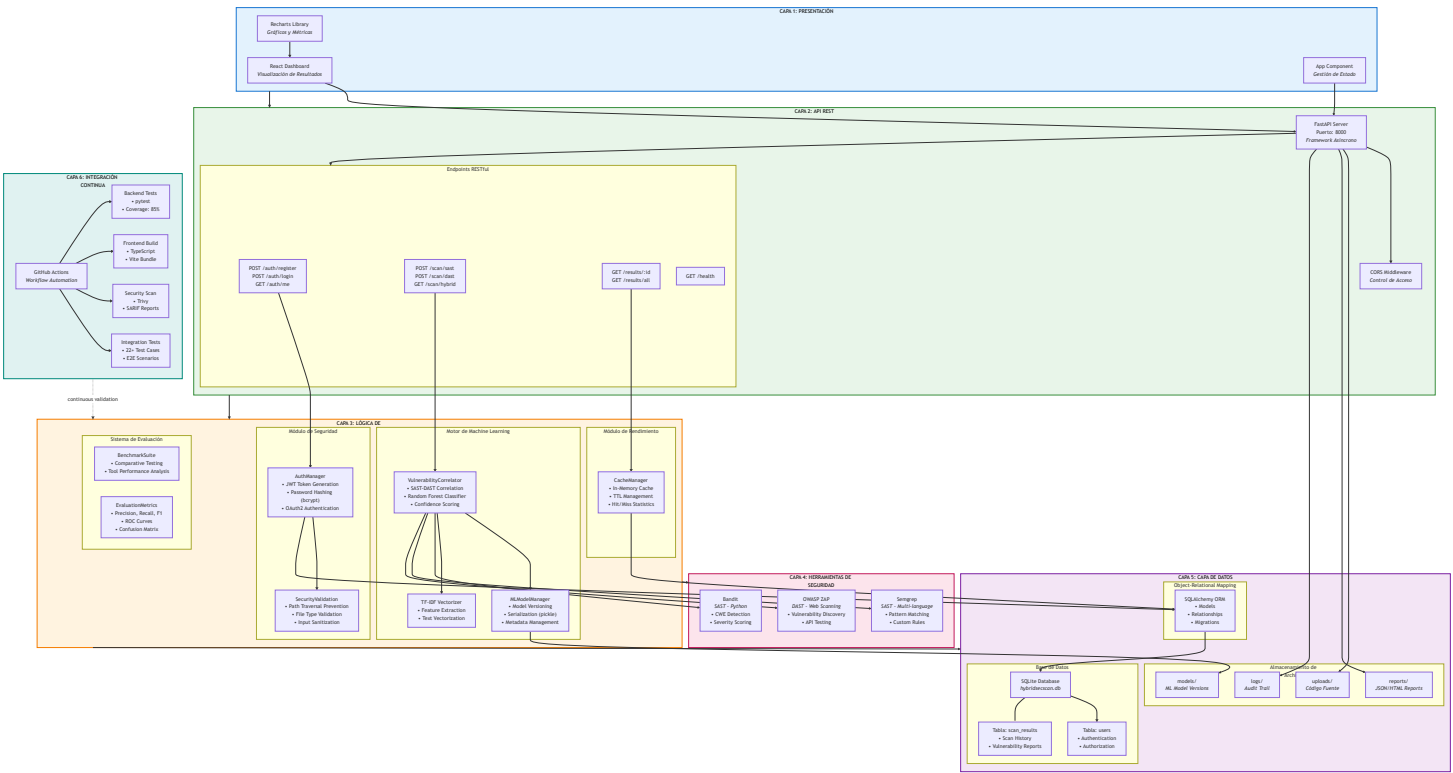 CAPA 1: PRESENTACIÓN
Recharts Library
Gráficos y Métricas
React Dashboard
Visualización de Resultados
App Component
Gestión de Estado
CAPA 2: API REST
FastAPI Server
Puerto: 8000
Framework Asíncrono
Endpoints RESTful
POST /auth/register
POST /auth/login
GET /auth/me
POST /scan/sast
POST /scan/dast
GET /scan/hybrid
GET /results/:id
GET /results/all
GET /health
CORS Middleware
Control de Acceso
CAPA 6: INTEGRACIÓN
CONTINUA
Backend Tests
• pytest
• Coverage: 85%
Frontend Build
• TypeScript
• Vite Bundle
GitHub Actions
Workflow Automation
Security Scan
• Trivy
• SARIF Reports
Integration Tests
• 22+ Test Cases
• E2E Scenarios
continuous validation
CAPA 3: LÓGICA DE
Sistema de Evaluación
BenchmarkSuite
• Comparative Testing
• Tool Performance Analysis
EvaluationMetrics
• Precision, Recall, F1
• ROC Curves
• Confusion Matrix
Módulo de Seguridad
AuthManager
• JWT Token Generation
• Password Hashing
(bcrypt)
• OAuth2 Authentication
SecurityValidation
• Path Traversal Prevention
• File Type Validation
• Input Sanitization
Motor de Machine Learning
VulnerabilityCorrelator
• SAST-DAST Correlation
• Random Forest Classifier
• Confidence Scoring
TF-IDF Vectorizer
• Feature Extraction
• Text Vectorization
MLModelManager
• Model Versioning
• Serialization (pickle)
• Metadata Management
Módulo de Rendimiento
CacheManager
• In-Memory Cache
• TTL Management
• Hit/Miss Statistics
CAPA 4: HERRAMIENTAS DE
SEGURIDAD
Bandit
SAST - Python
• CWE Detection
• Severity Scoring
OWASP ZAP
DAST - Web Scanning
• Vulnerability Discovery
• API Testing
Semgrep
SAST - Multi-language
• Pattern Matching
• Custom Rules
CAPA 5: CAPA DE DATOS
Object-Relational Mapping
SQLAlchemy ORM
• Models
• Relationships
• Migrations
Base de Datos
SQLite Database
hybridsecscan.db
Tabla: scan_results
• Scan History
• Vulnerability Reports
Tabla: users
• Authentication
• Authorization
Almacenamiento de
models/
ML Model Versions
logs/
Audit Trail
uploads/
Código Fuente
reports/
JSON/HTML Reports